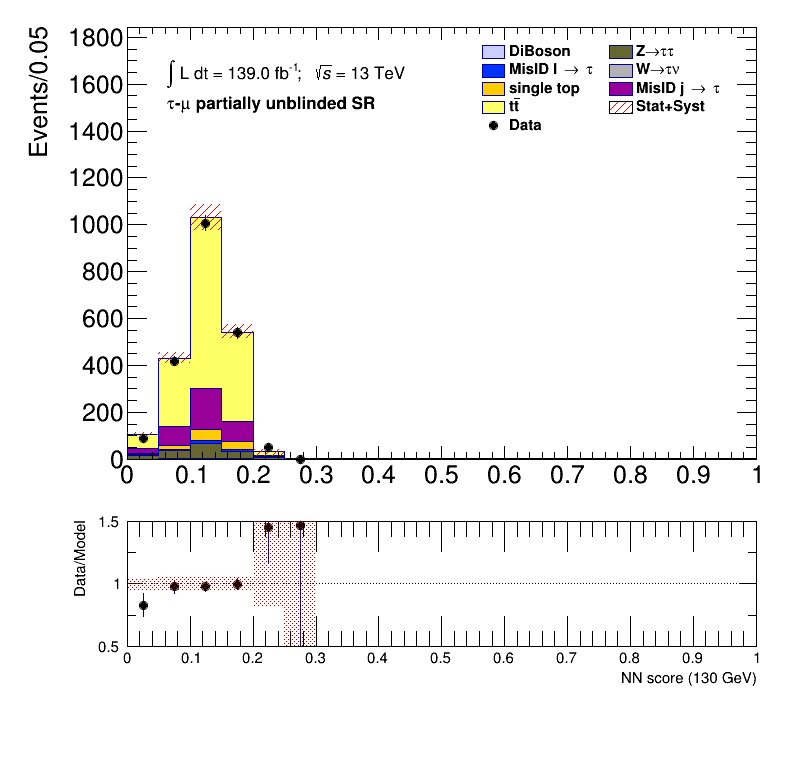 Events/0.05
1800
1600
1400
1200
1000
800
600
400
200
0
∫ L dt = 139.0 fb⁻¹; √s = 13 TeV
τ-μ partially unblinded SR
DiBoson
MisID l → τ
single top
tt̄
Data
Z→ττ
W→τν
MisID j → τ
Stat+Syst
0 0.1 0.2 0.3 0.4 0.5 0.6 0.7 0.8 0.9 1
Data/Model
1.5
1
0.5
0 0.1 0.2 0.3 0.4 0.5 0.6 0.7 0.8 0.9 1
NN score (130 GeV)